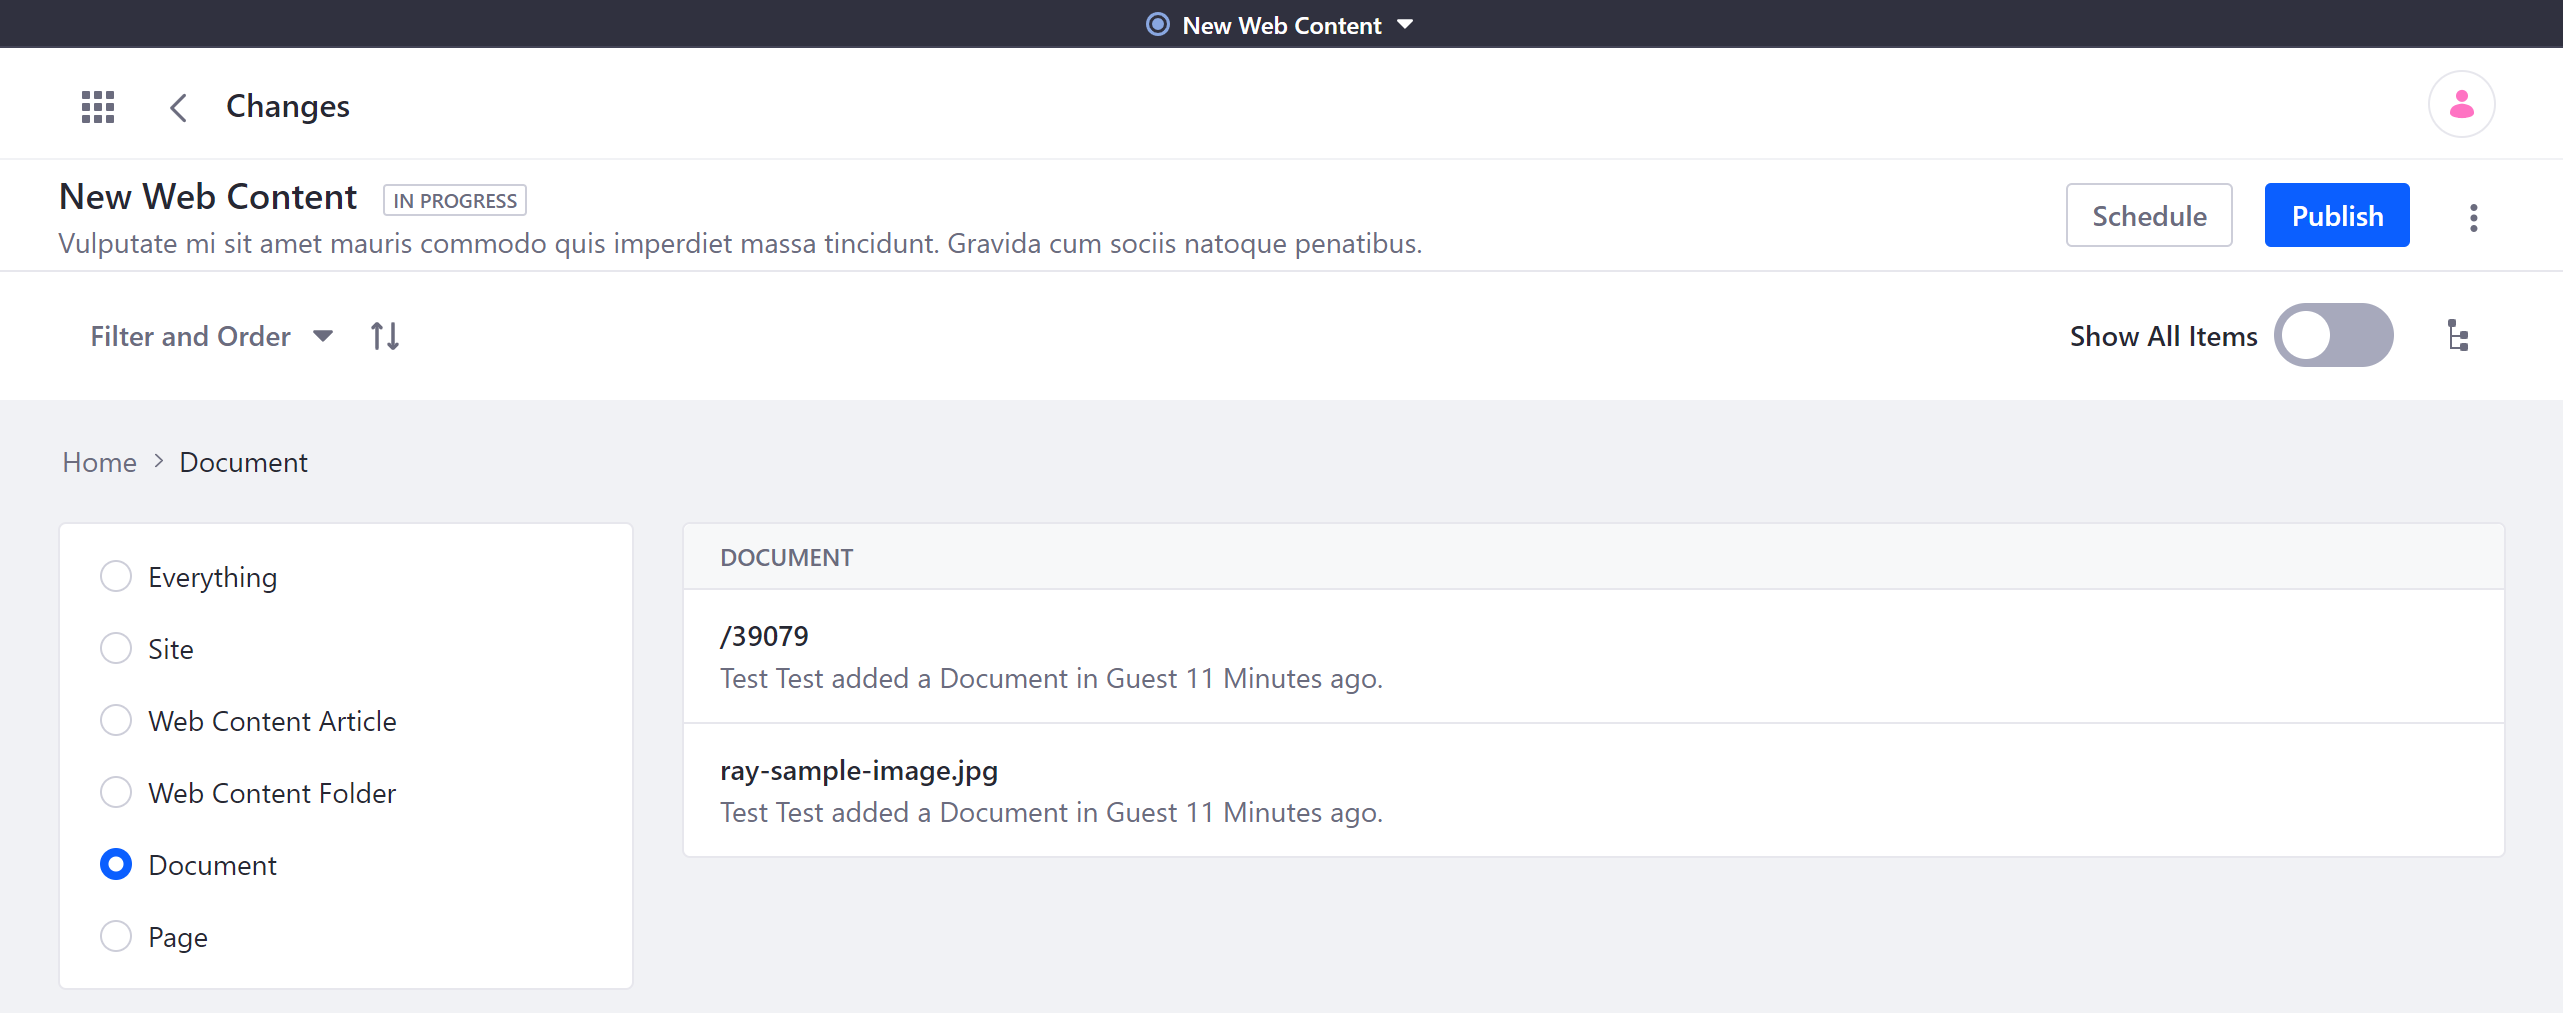 New Web Content
Changes
New Web Content IN PROGRESS
Vulputate mi sit amet mauris commodo quis imperdiet massa tincidunt. Gravida cum sociis natoque penatibus.
Schedule
Publish
Filter and Order
Show All Items
Home > Document
Everything
Site
Web Content Article
Web Content Folder
Document
Page
DOCUMENT
/39079
Test Test added a Document in Guest 11 Minutes ago.
ray-sample-image.jpg
Test Test added a Document in Guest 11 Minutes ago.